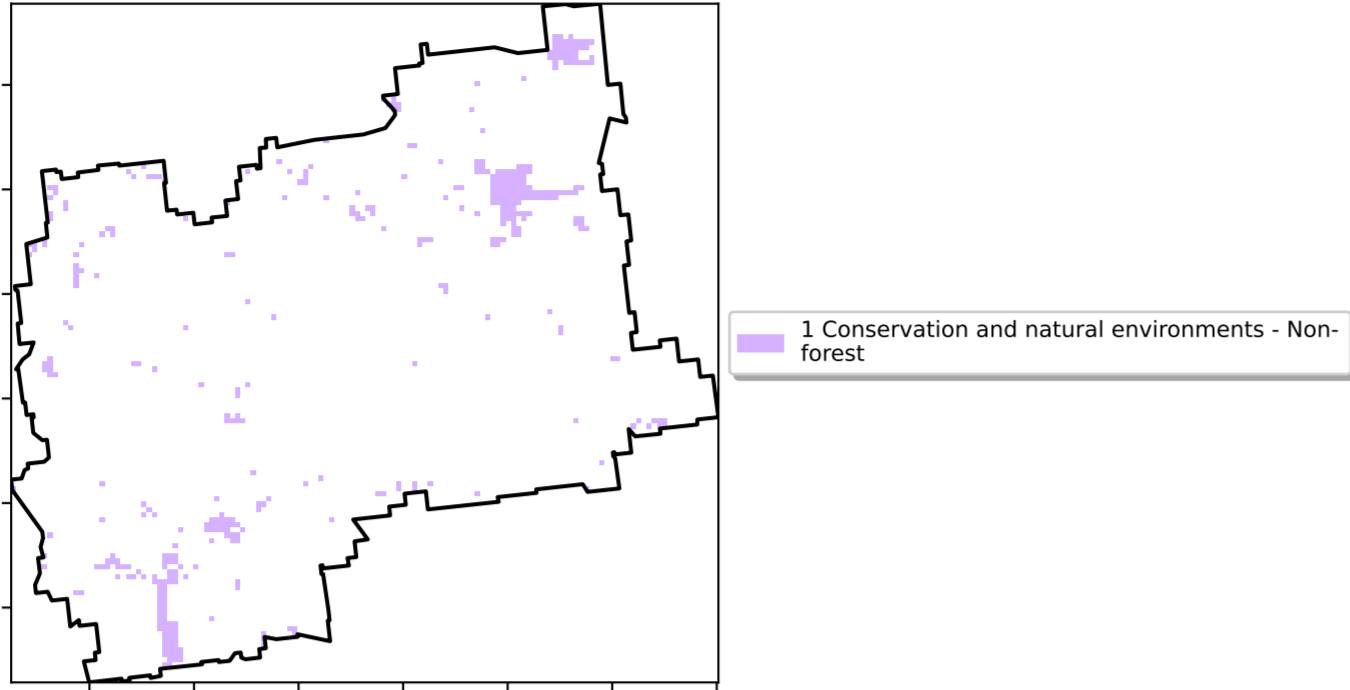 1 Conservation and natural environments - Non-
forest